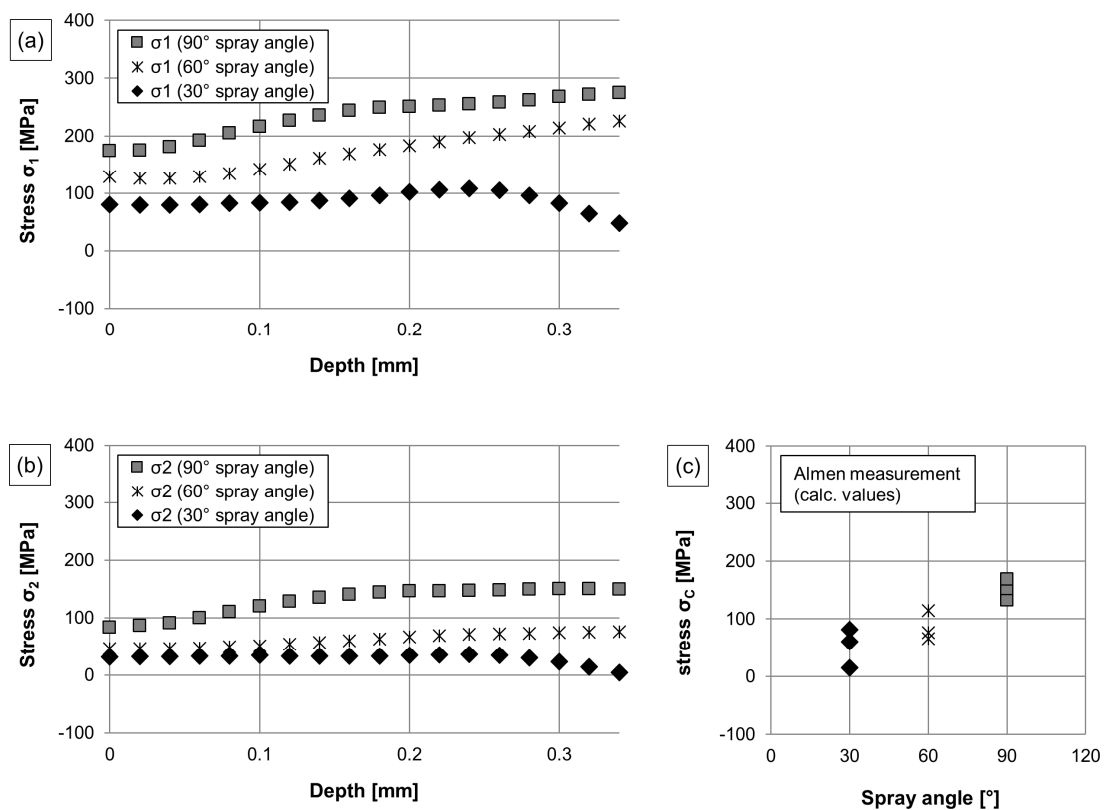 (a)
400
300
200
100
0
-100
Stress σ1 [MPa]
σ1 (90° spray angle)
σ1 (60° spray angle)
σ1 (30° spray angle)
0
0.1
0.2
0.3
Depth [mm]
(b)
400
300
200
100
0
-100
Stress σ2 [MPa]
σ2 (90° spray angle)
σ2 (60° spray angle)
σ2 (30° spray angle)
0
0.1
0.2
0.3
Depth [mm]
(c)
400
300
200
100
0
-100
stress σC [MPa]
Almen measurement
(calc. values)
0
30
60
90
120
Spray angle [°]